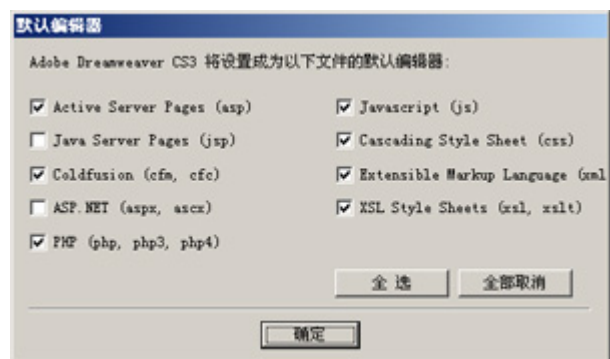 默认编辑器
Adobe Dreamweaver CS3 将设置成为以下文件的默认编辑器:
Active Server Pages (asp)
Javascript (js)
Java Server Pages (jsp)
Cascading Style Sheet (css)
Coldfusion (cfm, cfc)
Extensible Markup Language (xml
ASP.NET (aspx, ascx)
XSL Style Sheets (xsl, xslt)
PHP (php, php3, php4)
全 选
全部取消
确定